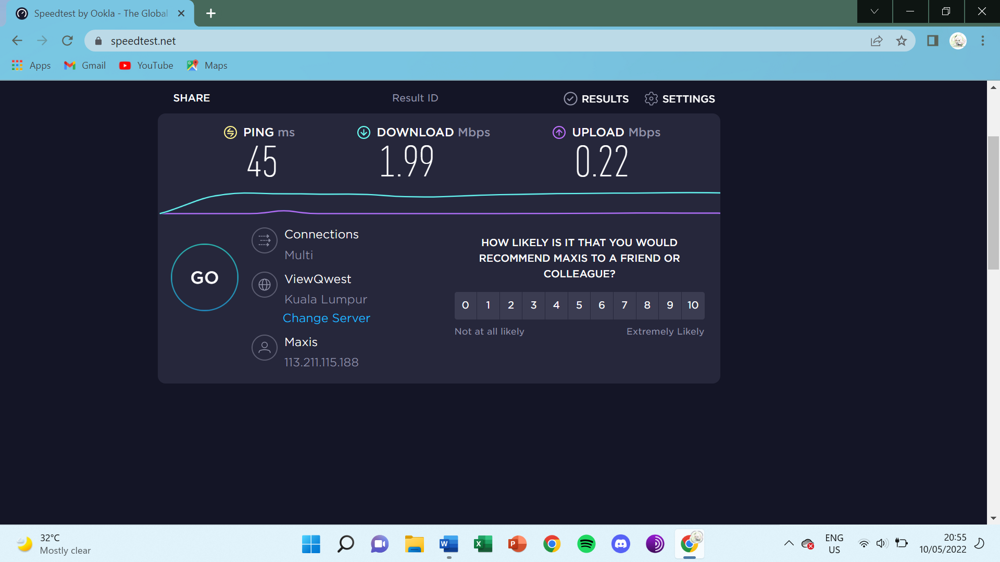 Speedtest by Ookla - The Global
speedtest.net
Apps Gmail YouTube Maps
SHARE Result ID RESULTS SETTINGS
PING ms DOWNLOAD Mbps UPLOAD Mbps
45 1.99 0.22
Connections
Multi
ViewQwest
Kuala Lumpur
Change Server
Maxis
113.211.115.188
GO
HOW LIKELY IS IT THAT YOU WOULD
RECOMMEND MAXIS TO A FRIEND OR
COLLEAGUE?
0 1 2 3 4 5 6 7 8 9 10
Not at all likely Extremely Likely
32°C
Mostly clear
W
X
P
ENG
US
20:55
10/05/2022